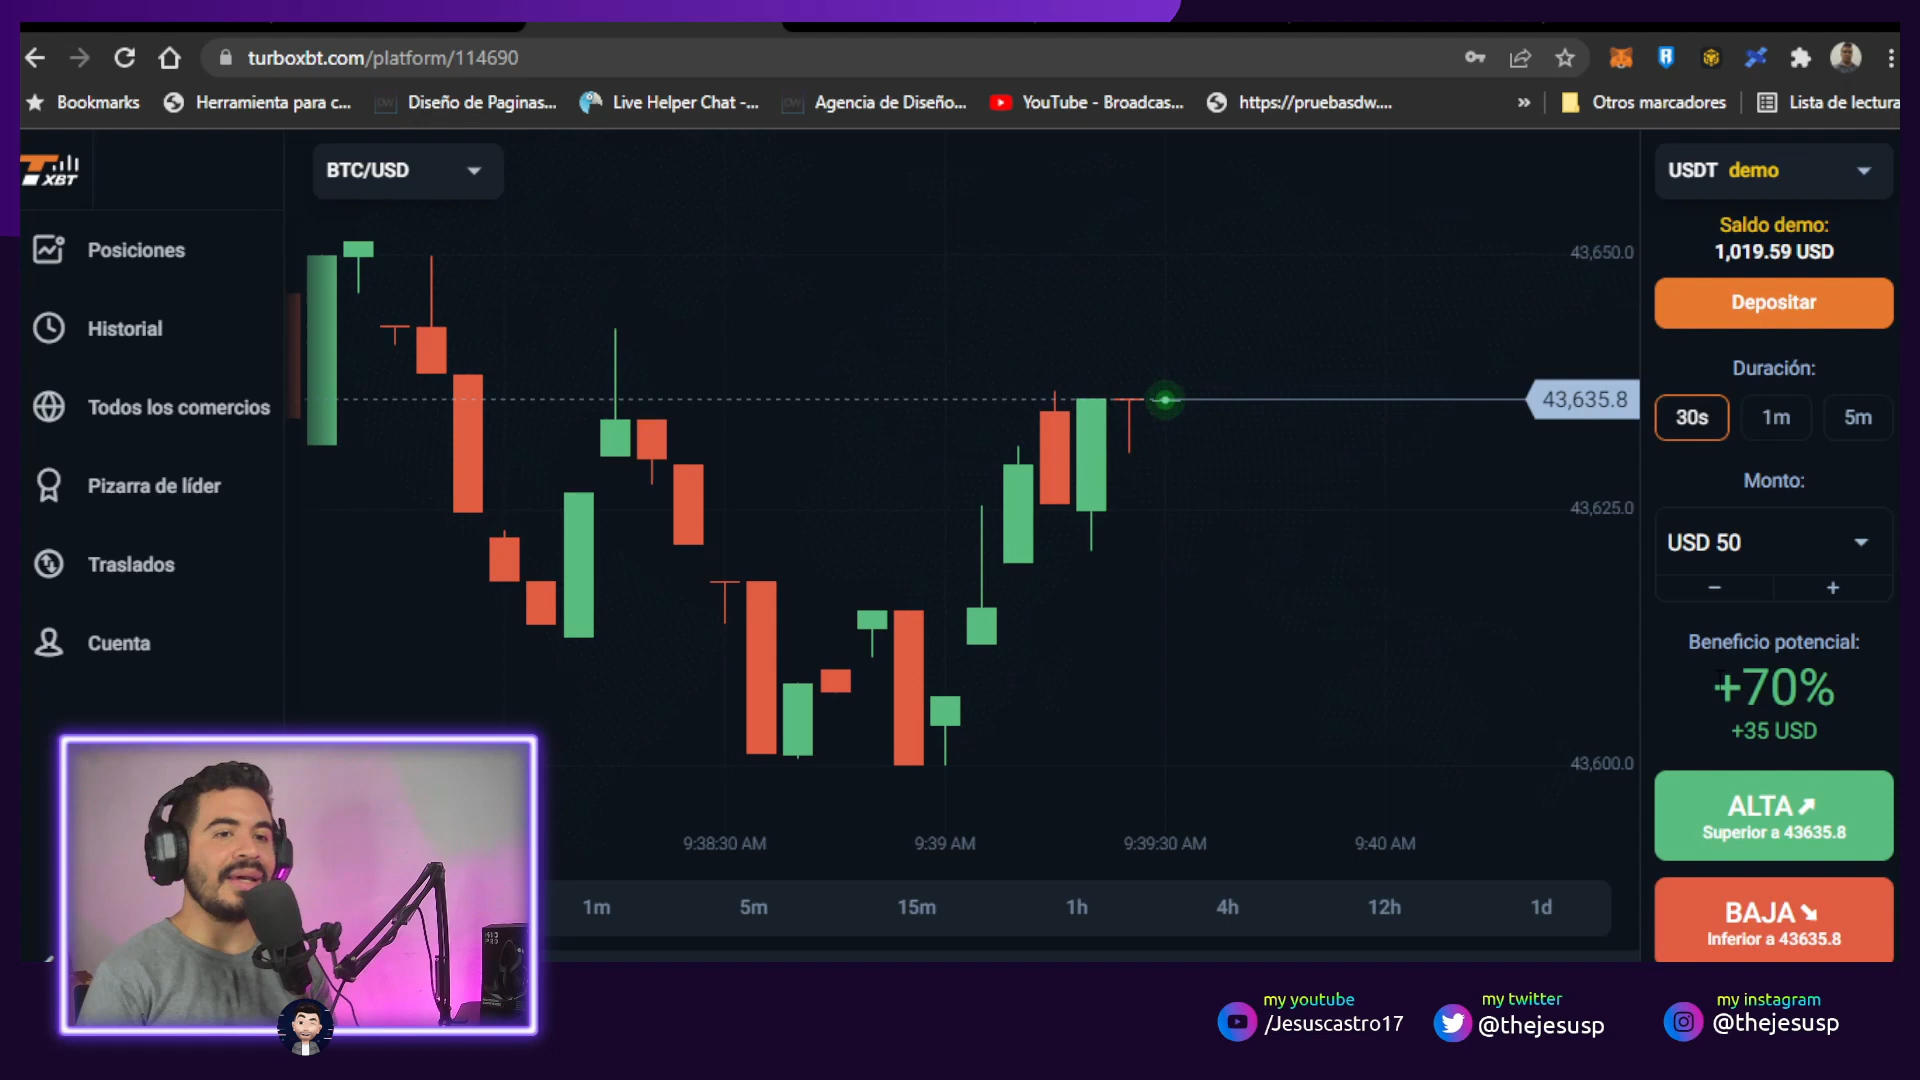 turboxbt.com/platform/114690
Bookmarks
Herramienta para c...
Diseño de Paginas...
Live Helper Chat -...
Agencia de Diseño...
YouTube - Broadcas...
https://pruebasdw....
»
Otros marcadores
Lista de lectura
T XBT
BTC/USD
USDT demo
Posiciones
Historial
Todos los comercios
Pizarra de líder
Traslados
Cuenta
43,650.0
43,635.8
43,625.0
43,600.0
9:38:30 AM
9:39 AM
9:39:30 AM
9:40 AM
1m
5m
15m
1h
4h
12h
1d
Saldo demo:
1,019.59 USD
Depositar
Duración:
30s
1m
5m
Monto:
USD 50
−
+
Beneficio potencial:
+70%
+35 USD
ALTA
Superior a 43635.8
BAJA
Inferior a 43635.8
my youtube
/Jesuscastro17
my twitter
@thejesusp
my instagram
@thejesusp